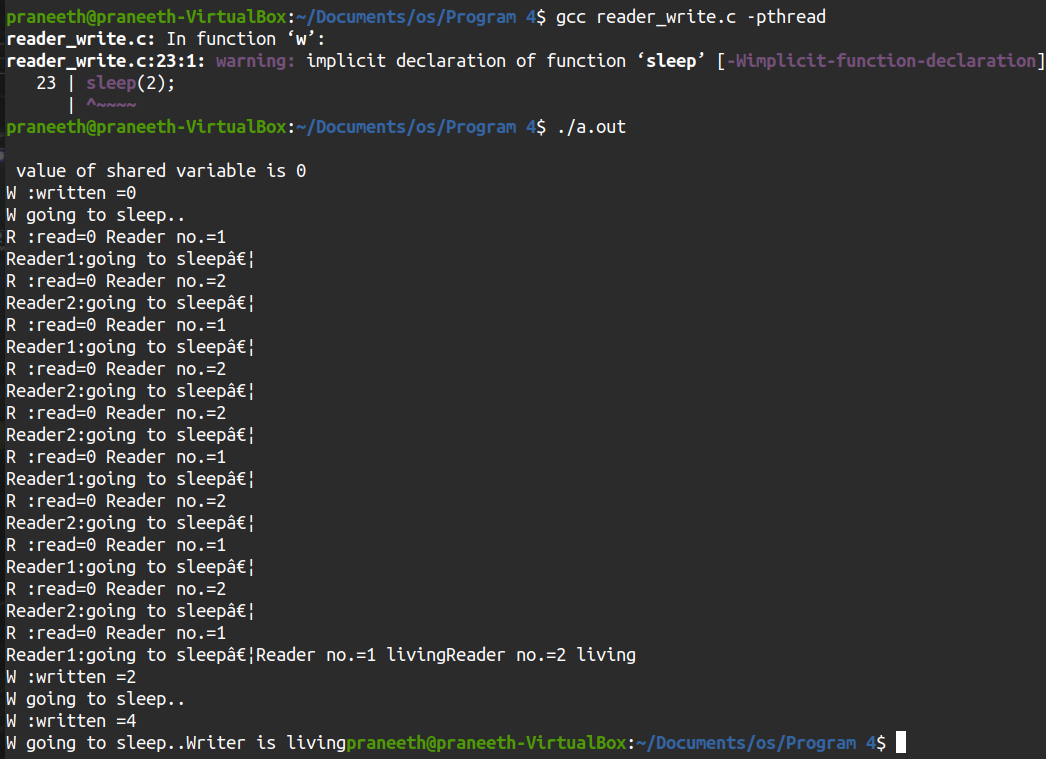 praneeth@praneeth-VirtualBox:~/Documents/os/Program 4$ gcc reader_write.c -pthread
reader_write.c: In function ‘w’:
reader_write.c:23:1: warning: implicit declaration of function ‘sleep’ [-Wimplicit-function-declaration]
   23 | sleep(2);
      | ^~~~~
praneeth@praneeth-VirtualBox:~/Documents/os/Program 4$ ./a.out

 value of shared variable is 0
W :written =0
W going to sleep..
R :read=0 Reader no.=1
Reader1:going to sleepâ€¦
R :read=0 Reader no.=2
Reader2:going to sleepâ€¦
R :read=0 Reader no.=1
Reader1:going to sleepâ€¦
R :read=0 Reader no.=2
Reader2:going to sleepâ€¦
R :read=0 Reader no.=2
Reader2:going to sleepâ€¦
R :read=0 Reader no.=1
Reader1:going to sleepâ€¦
R :read=0 Reader no.=2
Reader2:going to sleepâ€¦
R :read=0 Reader no.=1
Reader1:going to sleepâ€¦
R :read=0 Reader no.=2
Reader2:going to sleepâ€¦
R :read=0 Reader no.=1
Reader1:going to sleepâ€¦Reader no.=1 livingReader no.=2 living
W :written =2
W going to sleep..
W :written =4
W going to sleep..Writer is livingpraneeth@praneeth-VirtualBox:~/Documents/os/Program 4$